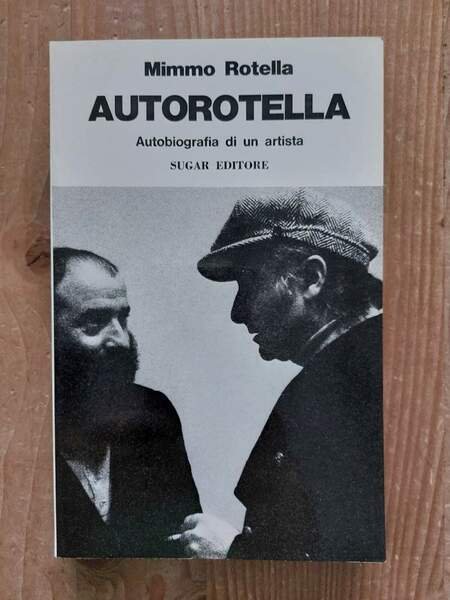 Mimmo Rotella
AUTOROTELLA
Autobiografia di un artista
SUGAR EDITORE